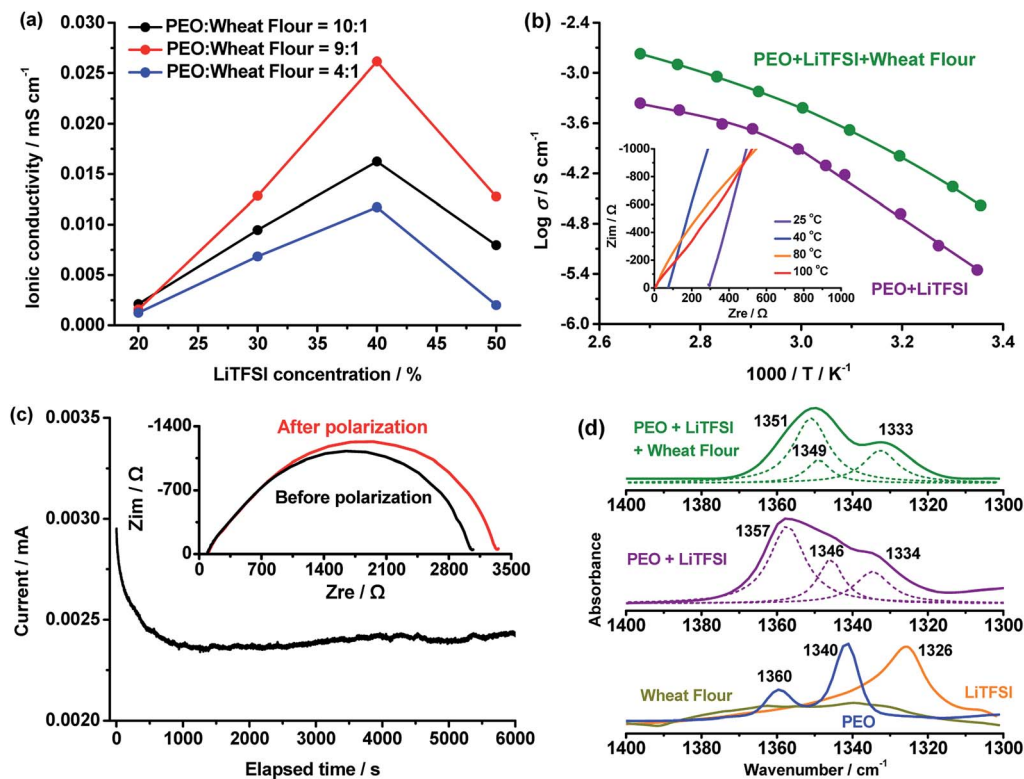 (a)
0.030
0.025
0.020
0.015
0.010
0.005
0.000
Ionic conductivity / mS cm⁻¹
PEO:Wheat Flour = 10:1
PEO:Wheat Flour = 9:1
PEO:Wheat Flour = 4:1
20 25 30 35 40 45 50
LiTFSI concentration / %
(b)
-2.4
-3.0
-3.6
-4.2
-4.8
-5.4
-6.0
Log σ / S cm⁻¹
PEO+LiTFSI+Wheat Flour
PEO+LiTFSI
-1000
-800
-600
-400
-200
0
Zim / Ω
25 °C
40 °C
80 °C
100 °C
0 200 400 600 800 1000
Zre / Ω
2.6 2.8 3.0 3.2 3.4
1000 / T / K⁻¹
(c)
0.0035
0.0030
0.0025
0.0020
Current / mA
-1400
-700
0
Zim / Ω
After polarization
Before polarization
0 700 1400 2100 2800 3500
Zre / Ω
0 1000 2000 3000 4000 5000 6000
Elapsed time / s
(d)
Absorbance
PEO + LiTFSI
+ Wheat Flour
1351
1349
1333
1400 1380 1360 1340 1320 1300
PEO + LiTFSI
1357
1346
1334
1400 1380 1360 1340 1320 1300
Wheat Flour
1360
1340
1326
PEO
LiTFSI
1400 1380 1360 1340 1320 1300
Wavenumber / cm⁻¹